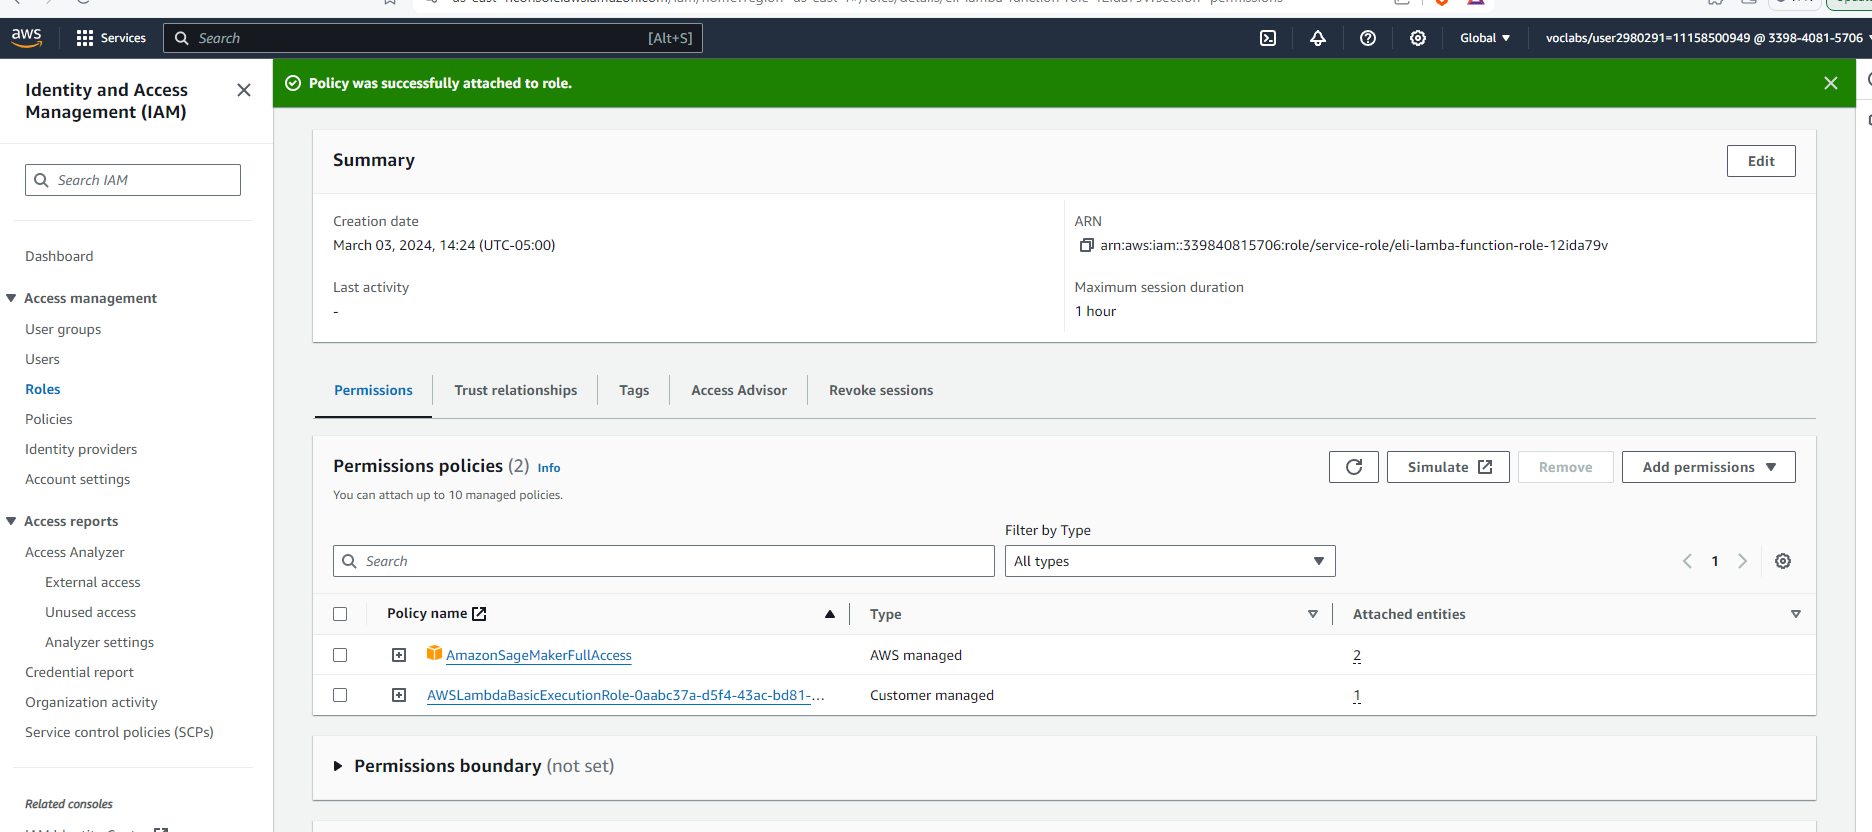 aws
Services
Search
[Alt+S]
Global
voclabs/user2980291=11158500949 @ 3398-4081-5706
Identity and Access
Management (IAM)
Search IAM
Dashboard
Access management
User groups
Users
Roles
Policies
Identity providers
Account settings
Access reports
Access Analyzer
External access
Unused access
Analyzer settings
Credential report
Organization activity
Service control policies (SCPs)
Related consoles
Policy was successfully attached to role.
Summary
Edit
Creation date
March 03, 2024, 14:24 (UTC-05:00)
ARN
arn:aws:iam::339840815706:role/service-role/eli-lamba-function-role-12ida79v
Last activity
-
Maximum session duration
1 hour
Permissions
Trust relationships
Tags
Access Advisor
Revoke sessions
Permissions policies (2) Info
You can attach up to 10 managed policies.
Simulate
Remove
Add permissions
Filter by Type
Search
All types
1
Policy name
Type
Attached entities
AmazonSageMakerFullAccess
AWS managed
2
AWSLambdaBasicExecutionRole-0aabc37a-d5f4-43ac-bd81-...
Customer managed
1
Permissions boundary (not set)